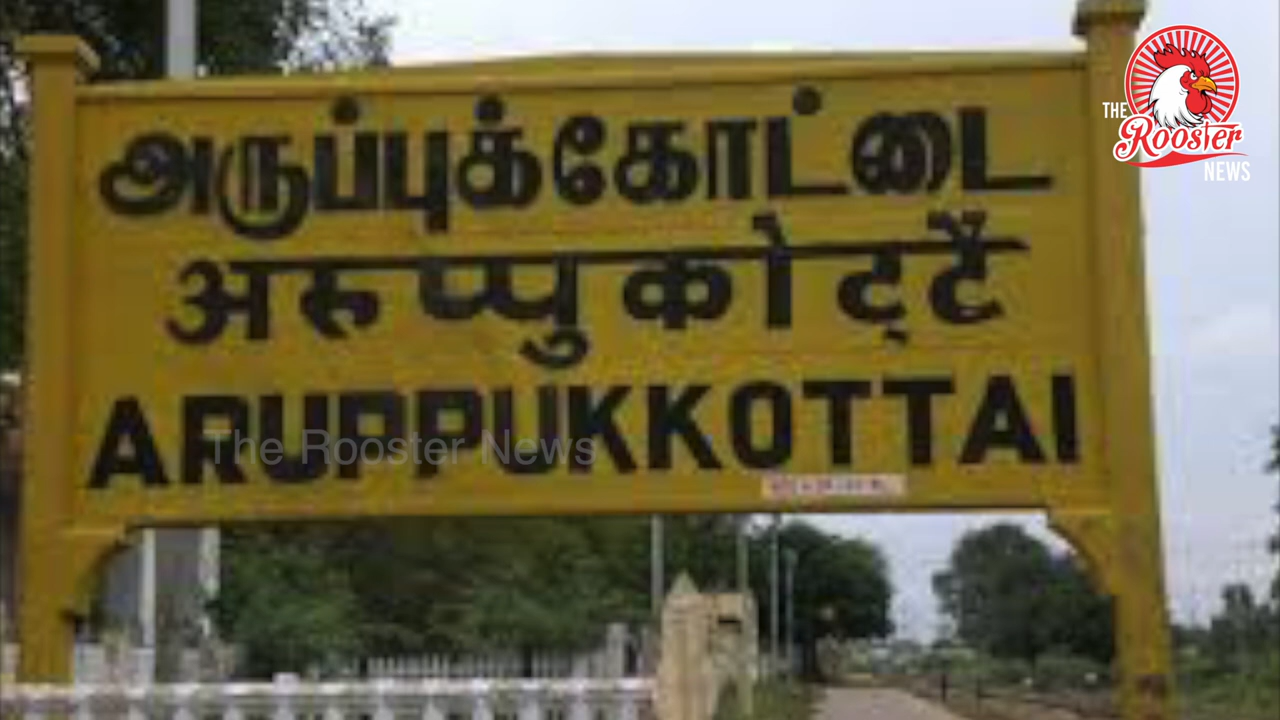 அருப்புக்கோட்டை
अरुप्पुकोट्टै
ARUPPUKKOTTAI
The Rooster News
THE
Rooster
NEWS